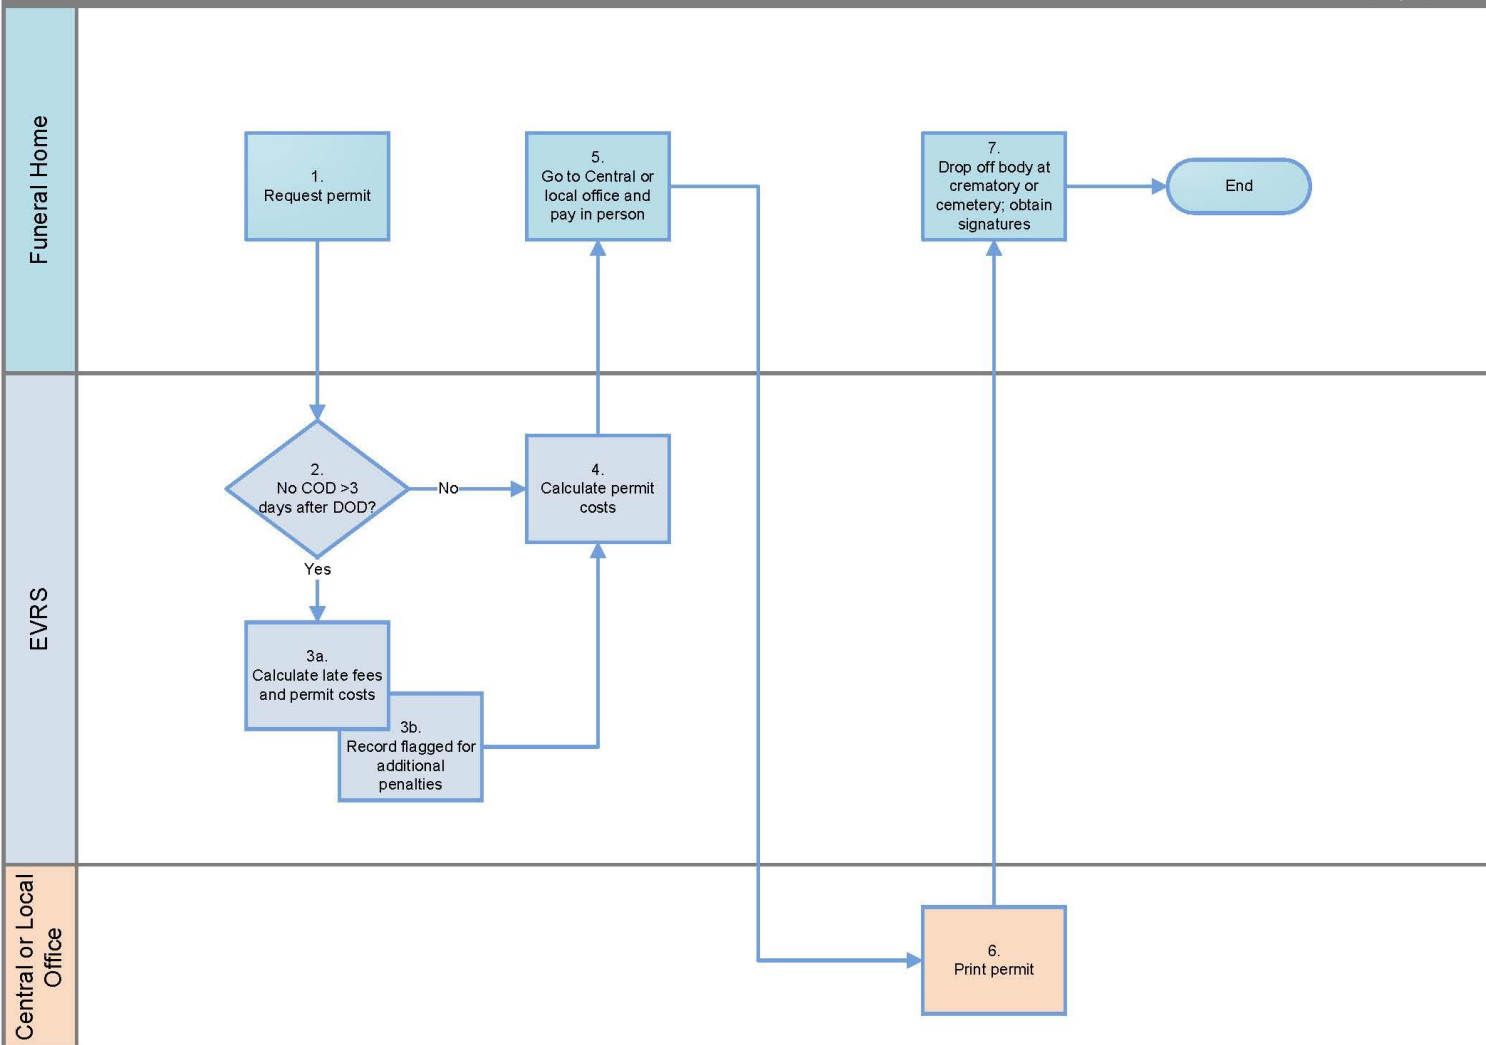 Funeral Home
1.
Request permit
5.
Go to Central or
local office and
pay in person
7.
Drop off body at
crematory or
cemetery; obtain
signatures
End
EVRS
2.
No COD >3
days after DOD?
No
4.
Calculate permit
costs
Yes
3a.
Calculate late fees
and permit costs
3b.
Record flagged for
additional
penalties
Central or Local
Office
6.
Print permit